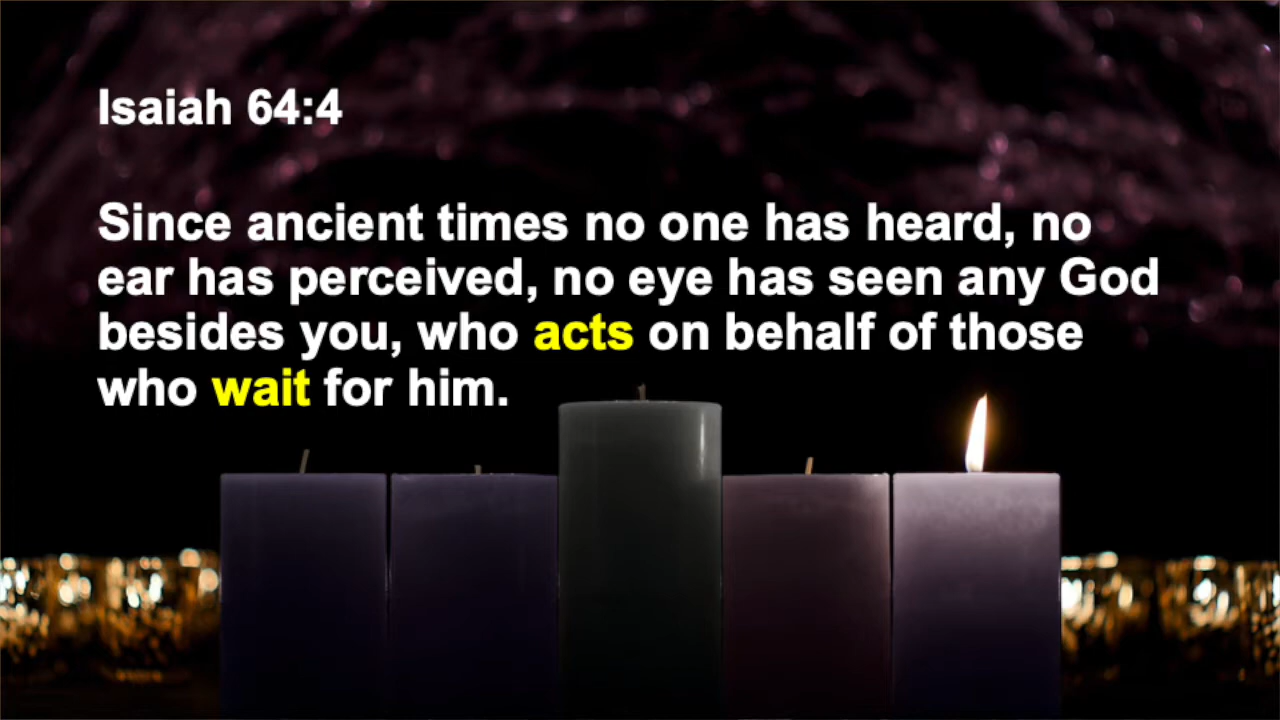 Isaiah 64:4
Since ancient times no one has heard, no
ear has perceived, no eye has seen any God
besides you, who acts on behalf of those
who wait for him.